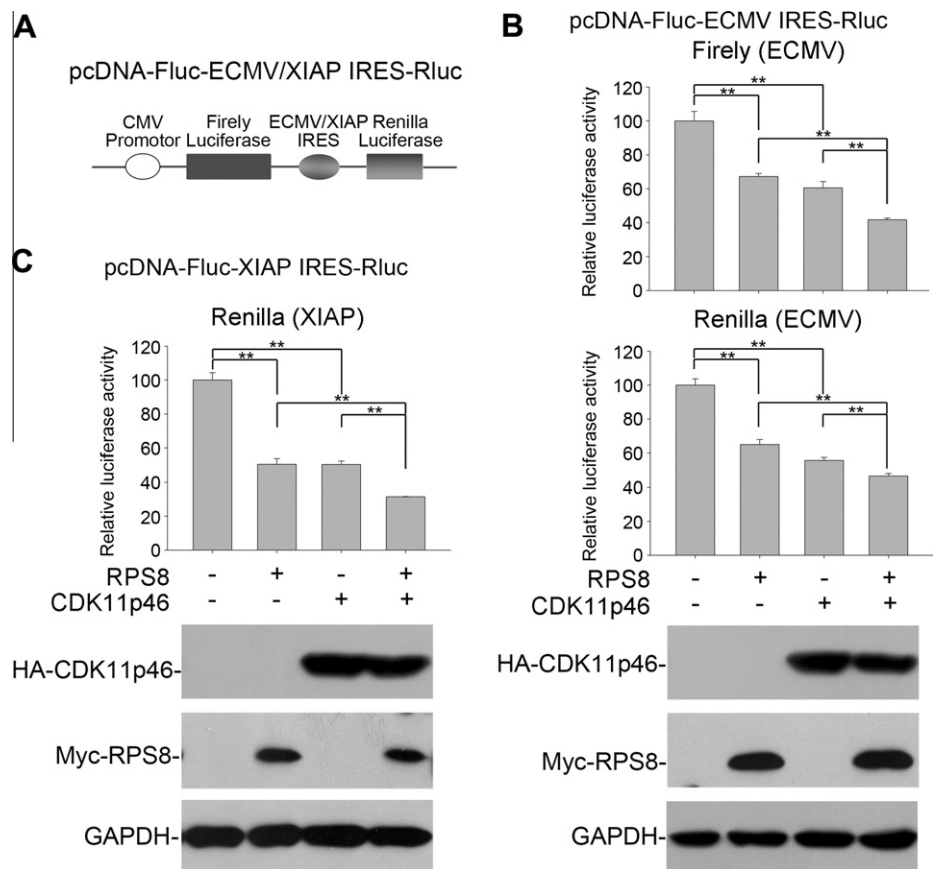 A
pcDNA-Fluc-ECMV/XIAP IRES-Rluc
CMV Promotor
Firely Luciferase
ECMV/XIAP IRES
Renilla Luciferase
B
pcDNA-Fluc-ECMV IRES-Rluc
Firely (ECMV)
Relative luciferase activity
120
100
80
60
40
20
0
**
**
**
**
Renilla (ECMV)
Relative luciferase activity
120
100
80
60
40
20
0
**
**
**
**
RPS8 - + - +
CDK11p46 - - + +
HA-CDK11p46-
Myc-RPS8-
GAPDH-
C
pcDNA-Fluc-XIAP IRES-Rluc
Renilla (XIAP)
Relative luciferase activity
120
100
80
60
40
20
0
**
**
**
**
RPS8 - + - +
CDK11p46 - - + +
HA-CDK11p46-
Myc-RPS8-
GAPDH-